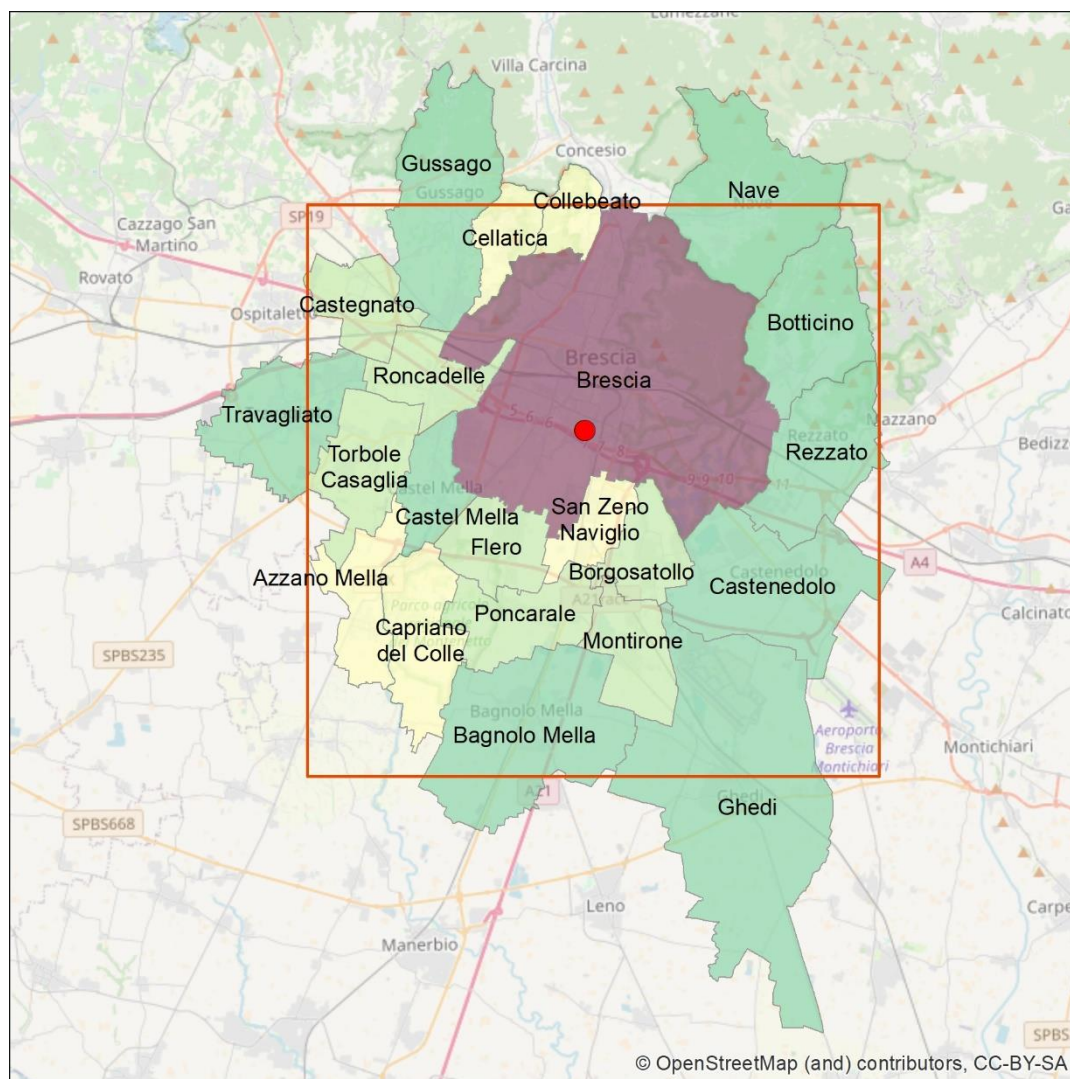 Lumezzane
Villa Carcina
Concesio
Gussago
Gussago
Nave
Collebeato
SP19
Cazzago San
Martino
Cellatica
Rovato
Castegnato
Ospitaletto
Botticino
Brescia
Roncadelle
Brescia
Travagliato
Mazzano
Rezzato
Rezzato
Bedizzo
Torbole
Casaglia
Castel Mella
Castel Mella
San Zeno
Naviglio
Flero
A4
Azzano Mella
Borgosatollo
Castenedolo
Castenedolo
Calcinato
Poncarale
Capriano
del Colle
Montirone
SPBS235
Bagnolo Mella
Bagnolo Mella
Aeroporto
Brescia
Montichiari
Montichiari
A21
Ghedi
Ghedi
SPBS668
Leno
Carpe
Manerbio
SPBS
© OpenStreetMap (and) contributors, CC-BY-SA